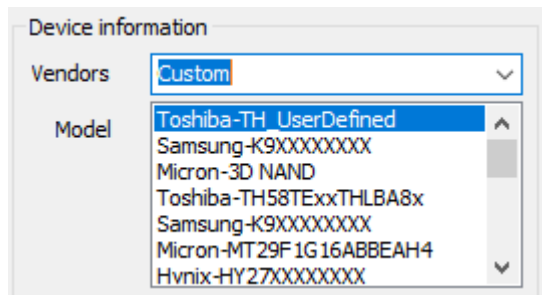 Device information
Vendors Custom
Model
Toshiba-TH_UserDefined
Samsung-K9XXXXXXXX
Micron-3D NAND
Toshiba-TH58TExxTHLBA8x
Samsung-K9XXXXXXXX
Micron-MT29F1G16ABBEAH4
Hynix-HY27XXXXXXXX